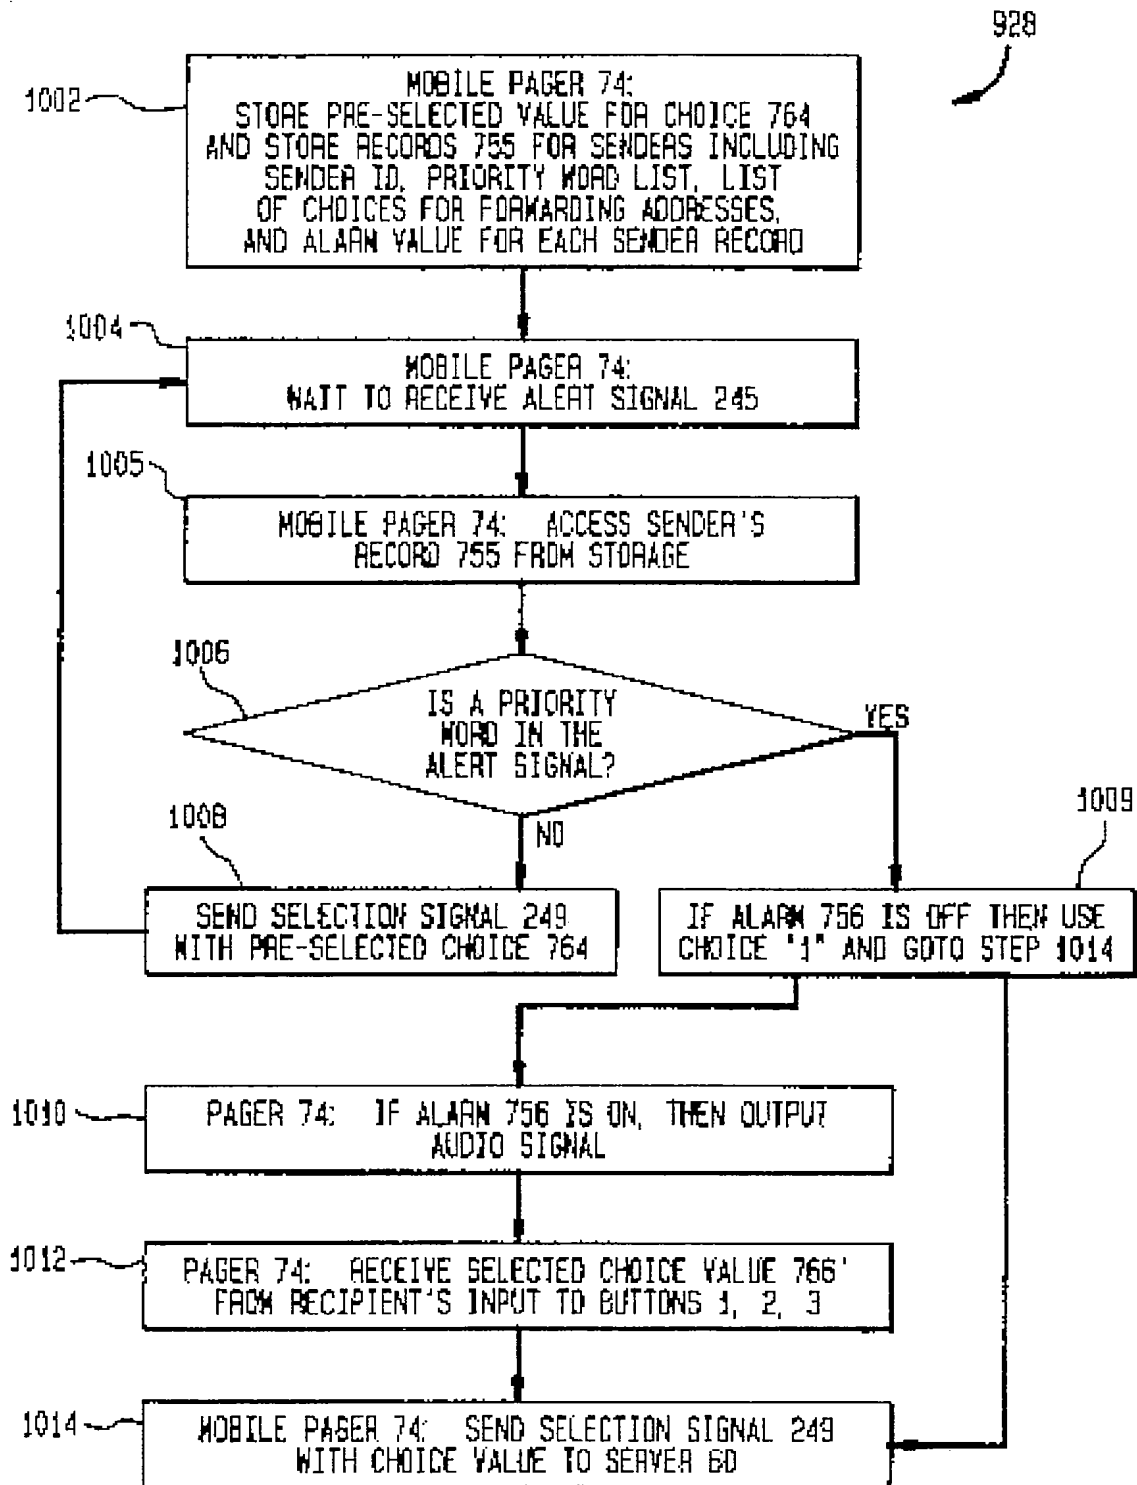 928
1002
MOBILE PAGER 74:
STORE PRE-SELECTED VALUE FOR CHOICE 764
AND STORE RECORDS 755 FOR SENDERS INCLUDING
SENDER ID, PRIORITY WORD LIST, LIST
OF CHOICES FOR FORWARDING ADDRESSES,
AND ALARM VALUE FOR EACH SENDER RECORD
1004
MOBILE PAGER 74:
WAIT TO RECEIVE ALERT SIGNAL 245
1005
MOBILE PAGER 74: ACCESS SENDER'S
RECORD 755 FROM STORAGE
1006
IS A PRIORITY
WORD IN THE
ALERT SIGNAL?
YES
NO
1008
SEND SELECTION SIGNAL 249
WITH PRE-SELECTED CHOICE 764
1009
IF ALARM 756 IS OFF THEN USE
CHOICE "1" AND GOTO STEP 1014
1010
PAGER 74: IF ALARM 756 IS ON, THEN OUTPUT
AUDIO SIGNAL
1012
PAGER 74: RECEIVE SELECTED CHOICE VALUE 766'
FROM RECIPIENT'S INPUT TO BUTTONS 1, 2, 3
1014
MOBILE PAGER 74: SEND SELECTION SIGNAL 249
WITH CHOICE VALUE TO SERVER 60